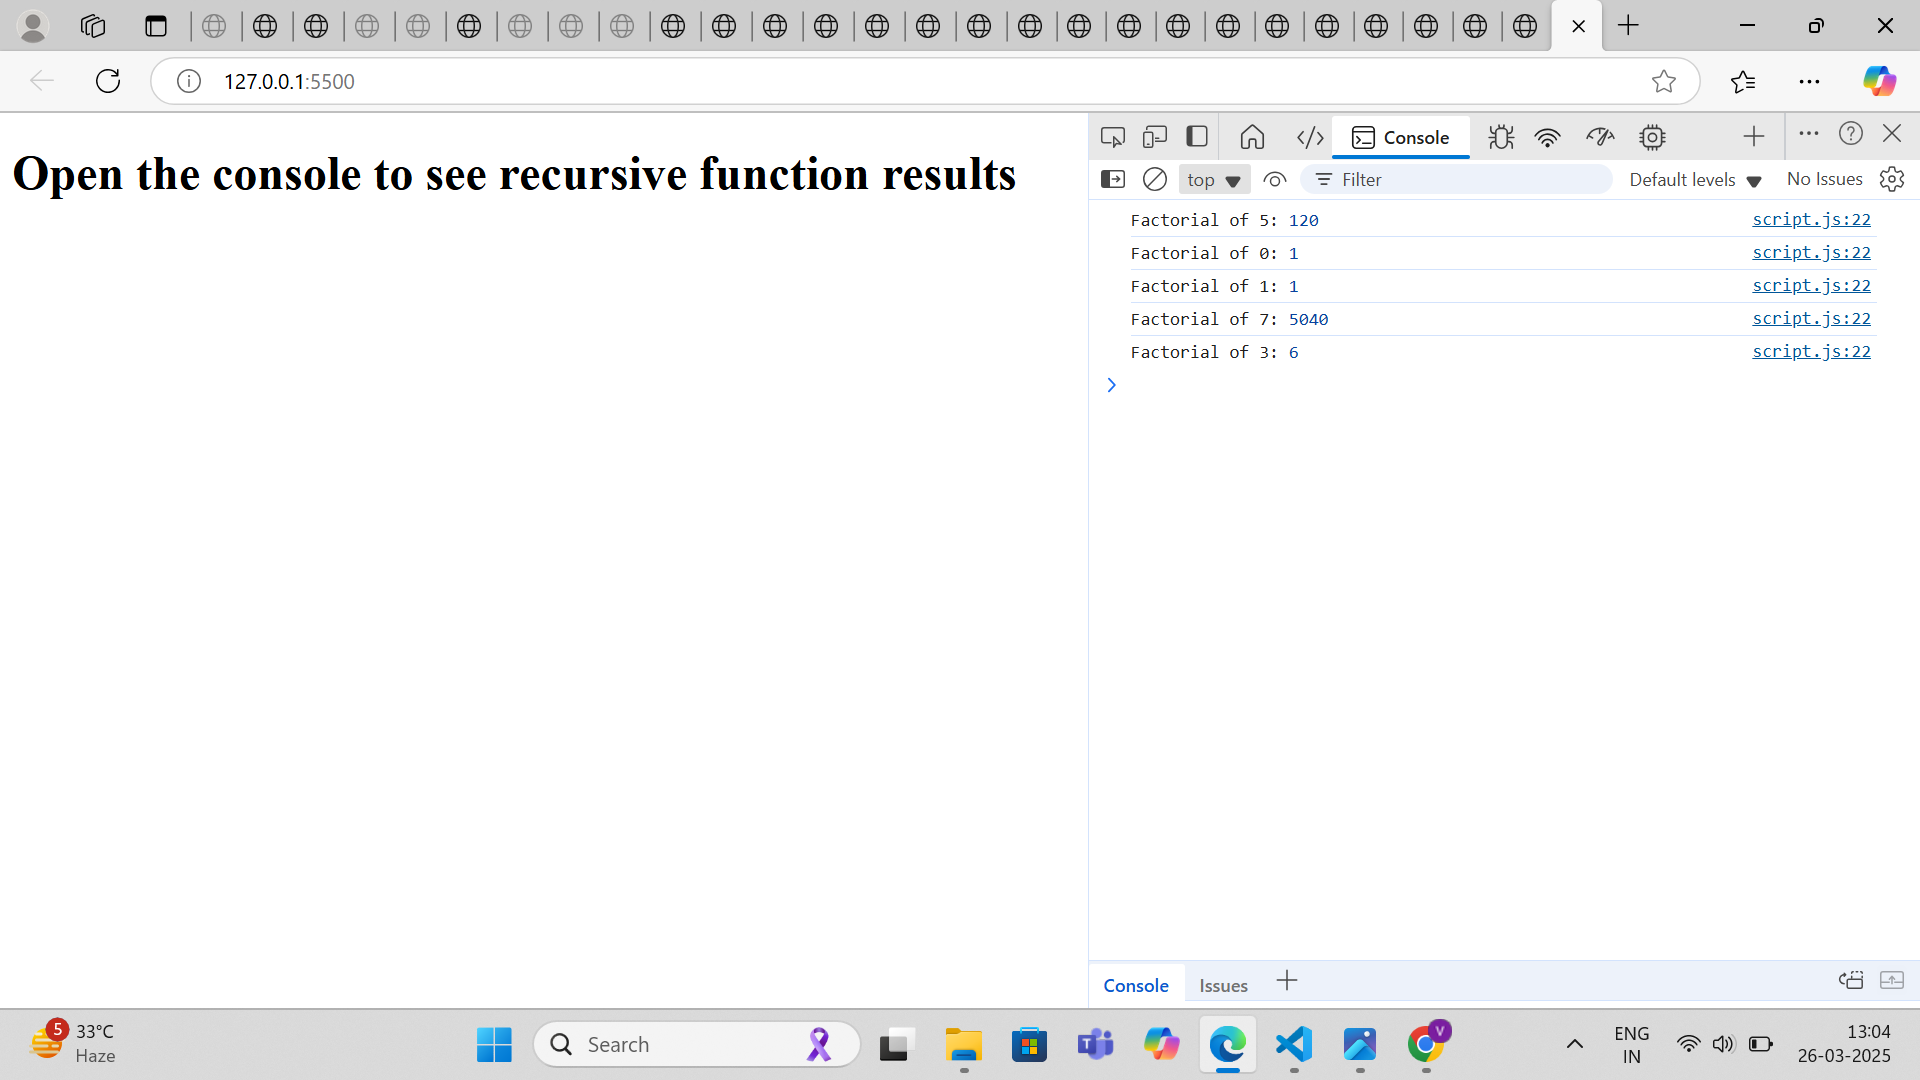 127.0.0.1:5500
Open the console to see recursive function results
Console
top
Filter
Default levels
No Issues
Factorial of 5: 120 script.js:22
Factorial of 0: 1 script.js:22
Factorial of 1: 1 script.js:22
Factorial of 7: 5040 script.js:22
Factorial of 3: 6 script.js:22
Console
Issues
5
33°C
Haze
Search
T
V
ENG
IN
13:04
26-03-2025